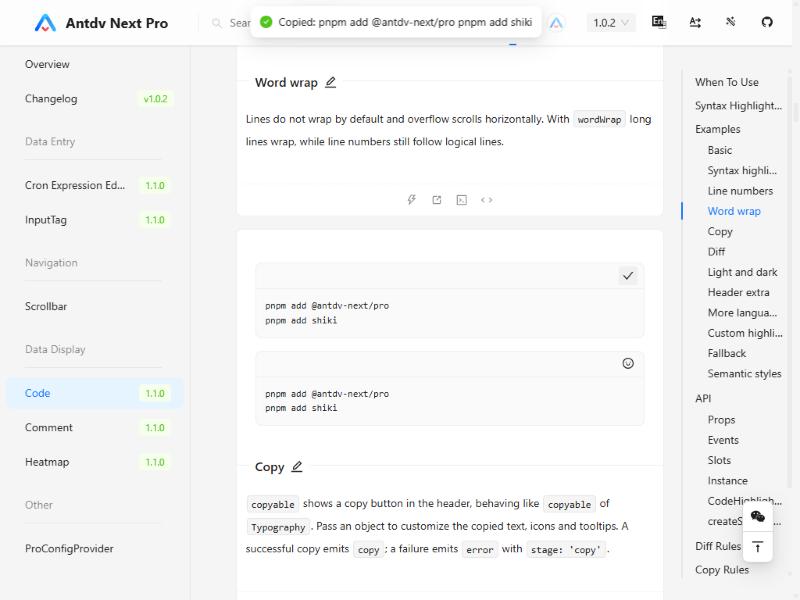 Antdv Next Pro
Sear
Copied: pnpm add @antdv-next/pro pnpm add shiki
1.0.2
En
Overview
Changelog v1.0.2
Data Entry
Cron Expression Ed... 1.1.0
InputTag 1.1.0
Navigation
Scrollbar
Data Display
Code 1.1.0
Comment 1.1.0
Heatmap 1.1.0
Other
ProConfigProvider
Word wrap
Lines do not wrap by default and overflow scrolls horizontally. With wordWrap long
lines wrap, while line numbers still follow logical lines.
pnpm add @antdv-next/pro
pnpm add shiki
pnpm add @antdv-next/pro
pnpm add shiki
Copy
copyable shows a copy button in the header, behaving like copyable of
Typography. Pass an object to customize the copied text, icons and tooltips. A
successful copy emits copy; a failure emits error with stage: 'copy'.
When To Use
Syntax Highlight...
Examples
Basic
Syntax highli...
Line numbers
Word wrap
Copy
Diff
Light and dark
Header extra
More langua...
Custom highli...
Fallback
Semantic styles
API
Props
Events
Slots
Instance
CodeHighligh...
createS...
Diff Rules
Copy Rules